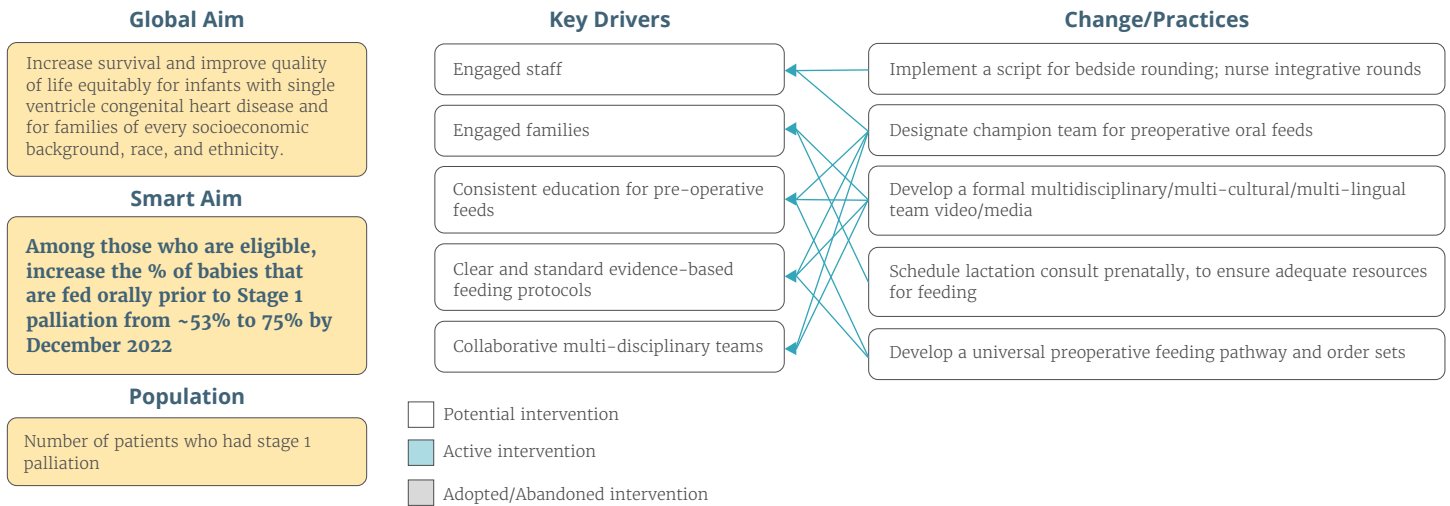 Global Aim
Increase survival and improve quality
of life equitably for infants with single
ventricle congenital heart disease and
for families of every socioeconomic
background, race, and ethnicity.
Smart Aim
Among those who are eligible,
increase the % of babies that
are fed orally prior to Stage 1
palliation from ~53% to 75% by
December 2022
Population
Number of patients who had stage 1
palliation
Key Drivers
Engaged staff
Engaged families
Consistent education for pre-operative
feeds
Clear and standard evidence-based
feeding protocols
Collaborative multi-disciplinary teams
Potential intervention
Active intervention
Adopted/Abandoned intervention
Change/Practices
Implement a script for bedside rounding; nurse integrative rounds
Designate champion team for preoperative oral feeds
Develop a formal multidisciplinary/multi-cultural/multi-lingual
team video/media
Schedule lactation consult prenatally, to ensure adequate resources
for feeding
Develop a universal preoperative feeding pathway and order sets